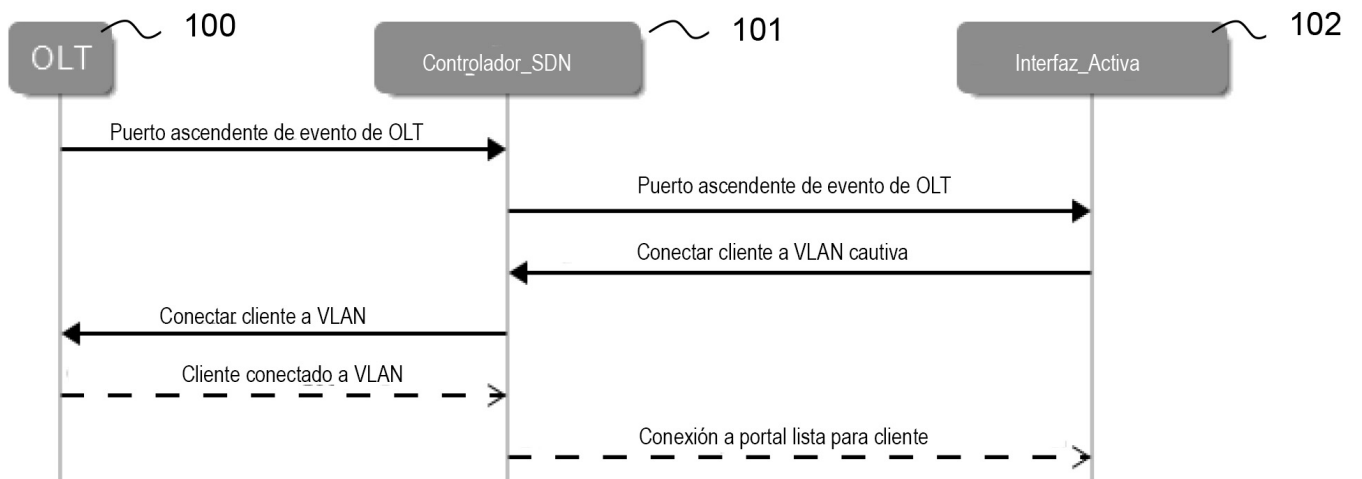 100
101
102
OLT
Controlador_SDN
Interfaz_Activa
Puerto ascendente de evento de OLT
Puerto ascendente de evento de OLT
Conectar cliente a VLAN cautiva
Conectar cliente a VLAN
Cliente conectado a VLAN
Conexión a portal lista para cliente